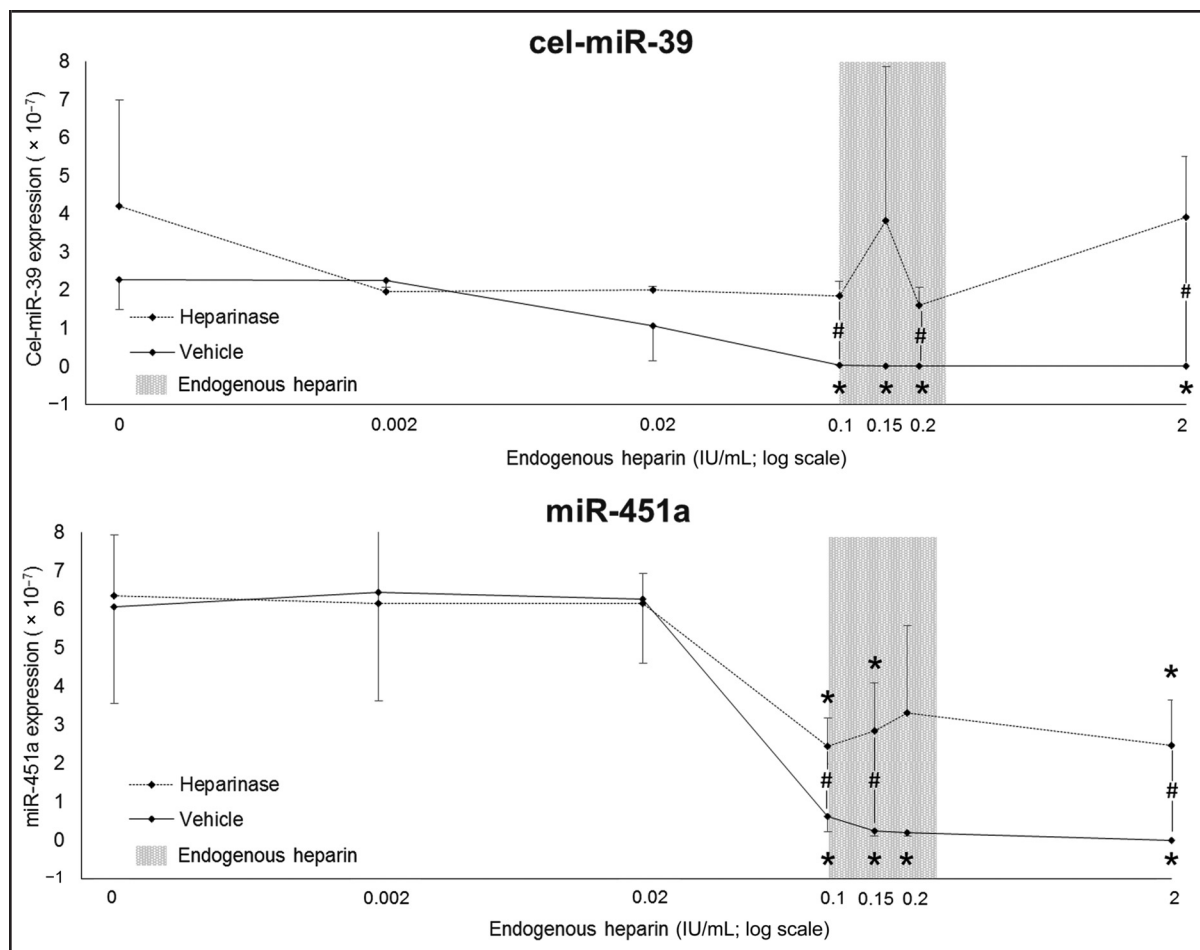 cel-miR-39
8
7
6
5
4
3
2
1
0
−1
Cel-miR-39 expression ( × 10⁻⁷)
# # #
Heparinase
Vehicle
Endogenous heparin
* * * *
0 0.002 0.02 0.1 0.15 0.2 2
Endogenous heparin (IU/mL; log scale)
miR-451a
8
7
6
5
4
3
2
1
0
−1
miR-451a expression ( × 10⁻⁷)
* * *
# # #
Heparinase
Vehicle
Endogenous heparin
* * * *
0 0.002 0.02 0.1 0.15 0.2 2
Endogenous heparin (IU/mL; log scale)